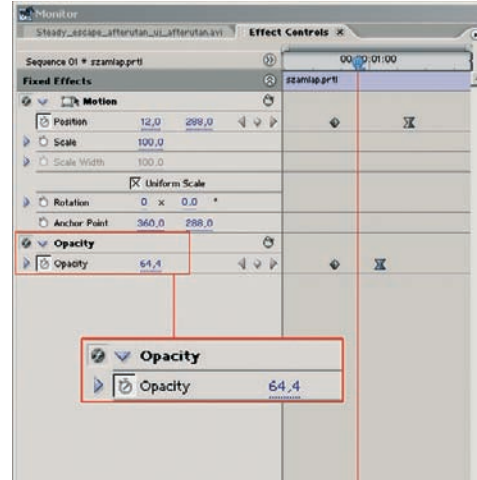 Monitor
Steady_escape_afterutan_uj_afterutan.avi Effect Controls ×
Sequence 01 * szamlap.prtl 00:00:01:00
Fixed Effects szamlap.prtl
Motion
Position 12,0 288,0
Scale 100,0
Scale Width 100,0
Uniform Scale
Rotation 0 x 0,0 °
Anchor Point 360,0 288,0
Opacity
Opacity 64,4
Opacity
Opacity 64,4